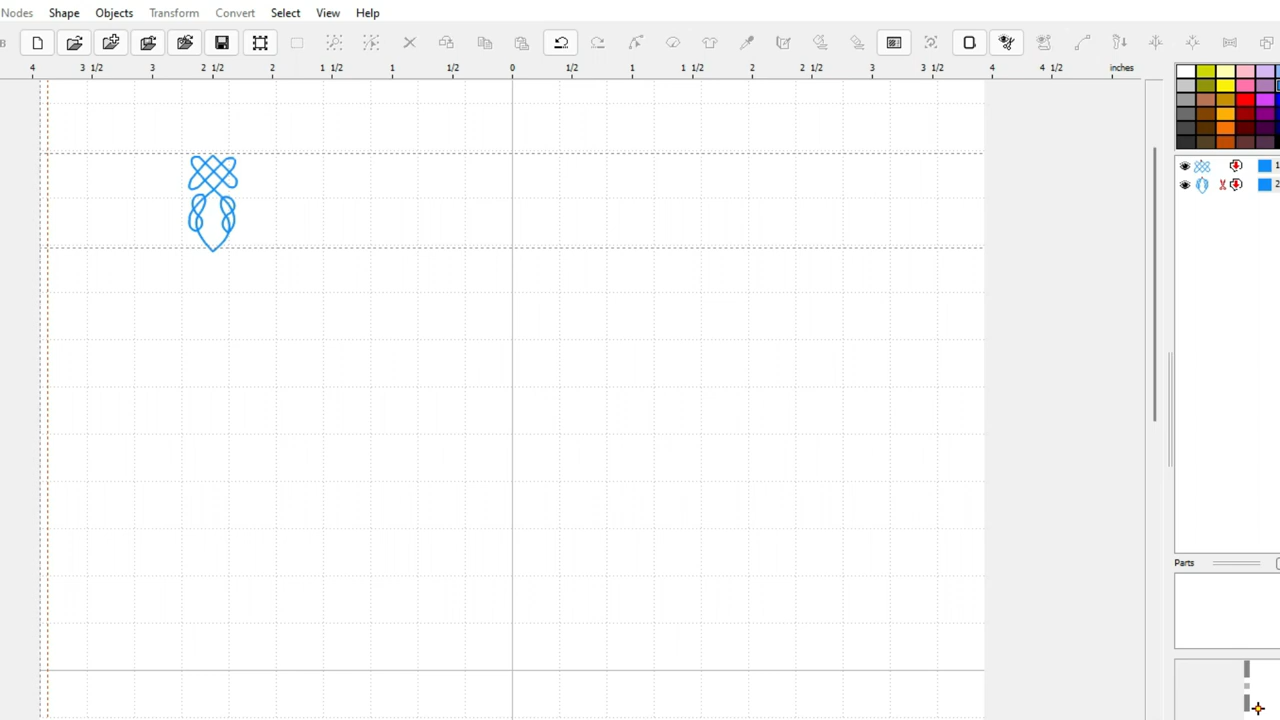 Nodes Shape Objects Transform Convert Select View Help
B
4 3 1/2 3 2 1/2 2 1 1/2 1 1/2 0 1/2 1 1 1/2 2 2 1/2 3 3 1/2 4 4 1/2 inches
1
2
Parts